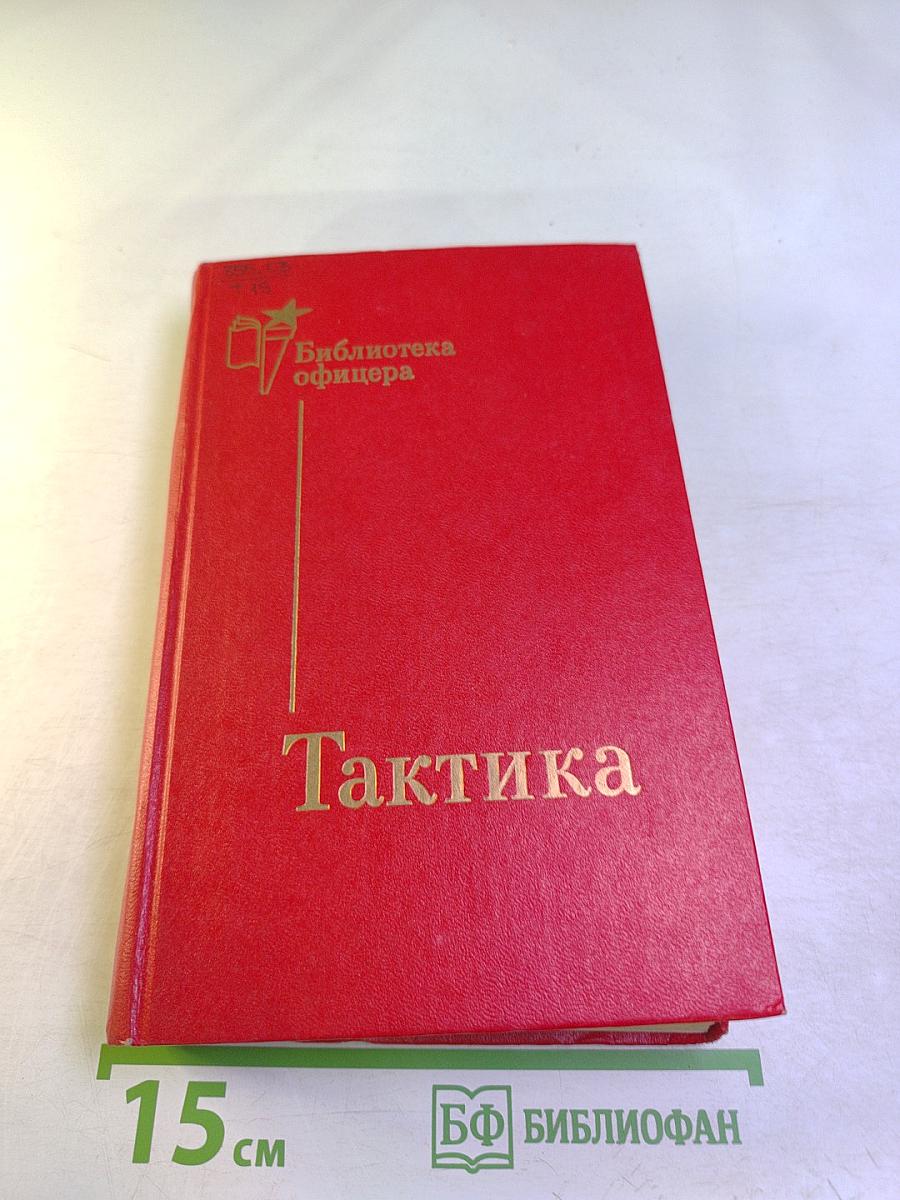 Библиотека
офицера
Тактика
15 см
БФ БИБЛИОФАН